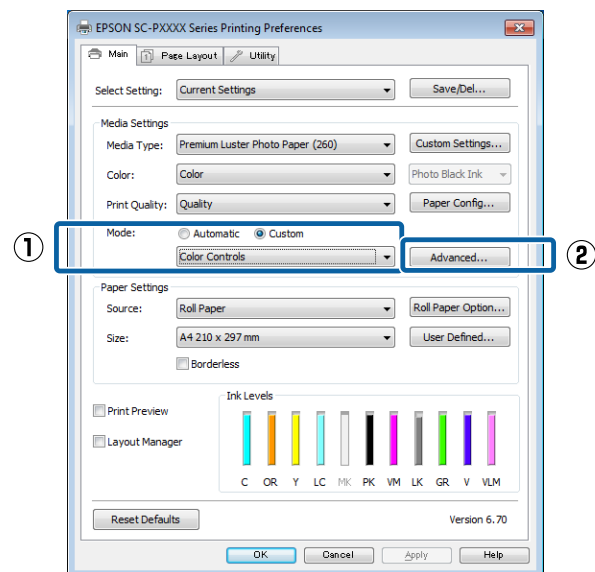 EPSON SC-PXXXX Series Printing Preferences
Main Page Layout Utility
Select Setting: Current Settings Save/Del...
Media Settings
Media Type: Premium Luster Photo Paper (260) Custom Settings...
Color: Color Photo Black Ink
Print Quality: Quality Paper Config...
① Mode: Automatic Custom ②
Color Controls Advanced...
Paper Settings
Source: Roll Paper Roll Paper Option...
Size: A4 210 x 297 mm User Defined...
Borderless
Ink Levels
Print Preview
Layout Manager
C OR Y LC MK PK VM LK GR V VLM
Reset Defaults Version 6.70
OK Cancel Apply Help